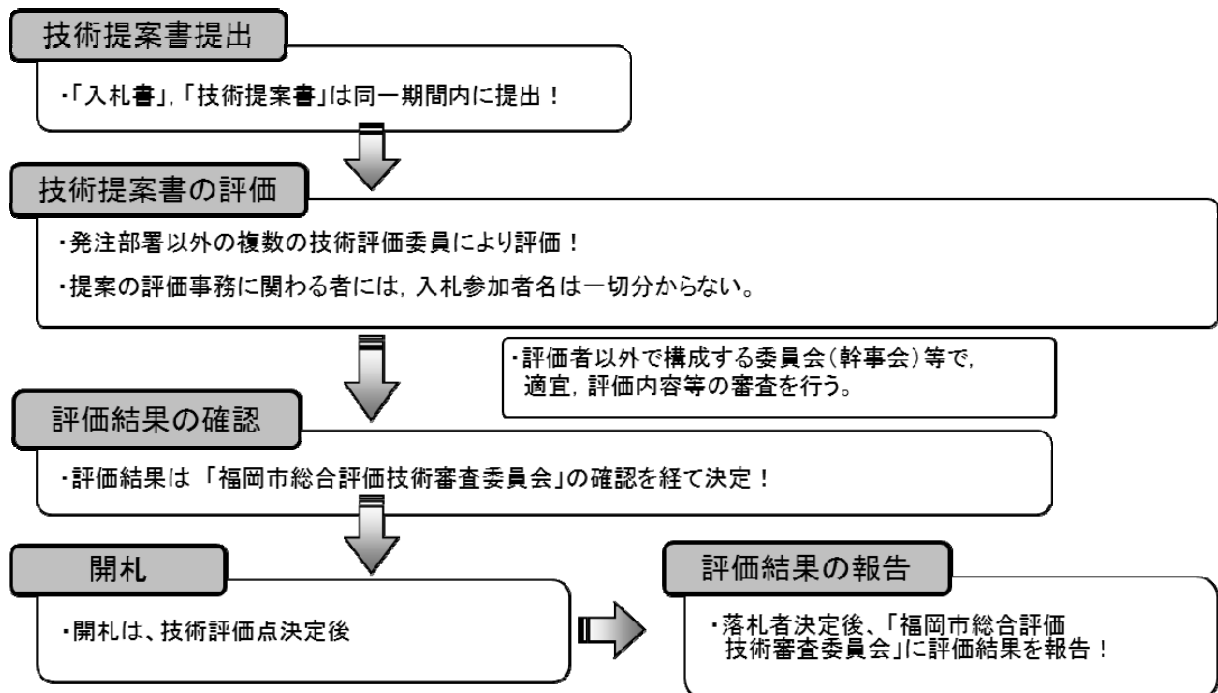 技術提案書提出
・「入札書」,「技術提案書」は同一期間内に提出！
技術提案書の評価
・発注部署以外の複数の技術評価委員により評価！
・提案の評価事務に関わる者には,入札参加者名は一切分からない。
・評価者以外で構成する委員会（幹事会）等で,
適宜,評価内容等の審査を行う。
評価結果の確認
・評価結果は「福岡市総合評価技術審査委員会」の確認を経て決定！
開札
・開札は、技術評価点決定後
評価結果の報告
・落札者決定後、「福岡市総合評価
技術審査委員会」に評価結果を報告！